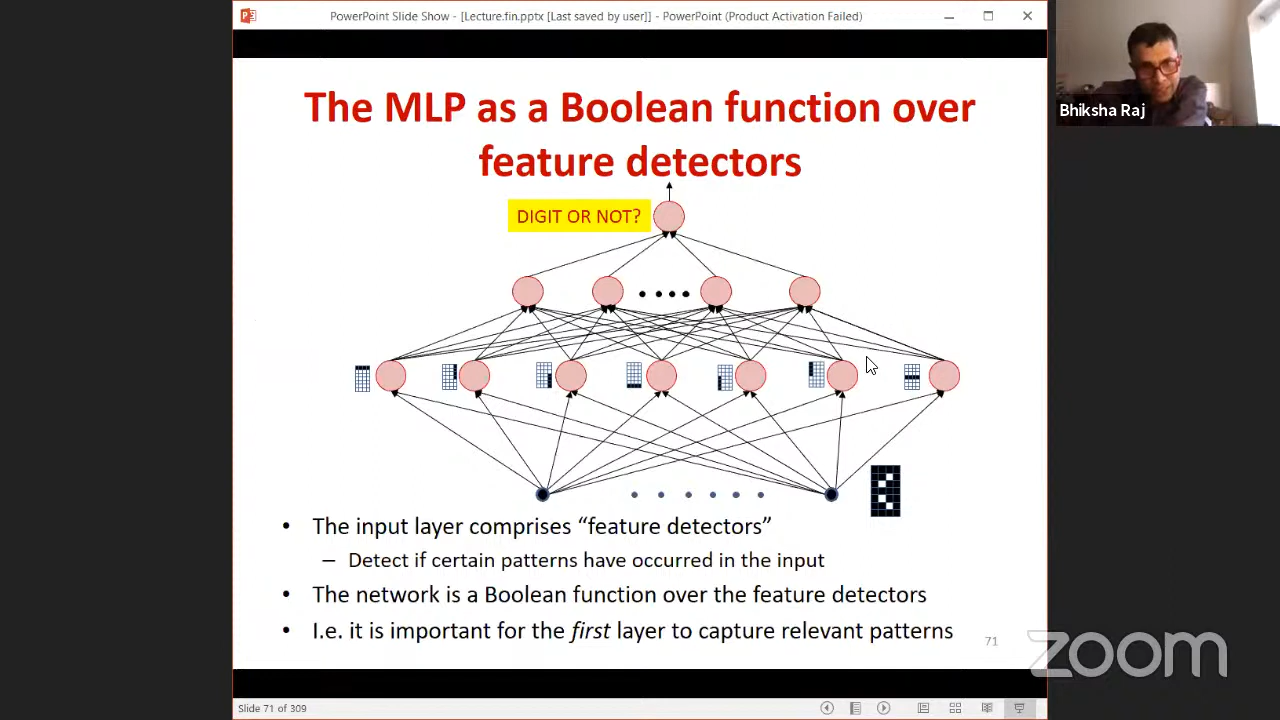 PowerPoint Slide Show - [Lecture.fin.pptx [Last saved by user]] - PowerPoint (Product Activation Failed)
Bhiksha Raj
The MLP as a Boolean function over
feature detectors
DIGIT OR NOT?
• The input layer comprises “feature detectors”
– Detect if certain patterns have occurred in the input
• The network is a Boolean function over the feature detectors
• I.e. it is important for the first layer to capture relevant patterns
71
zoom
Slide 71 of 309